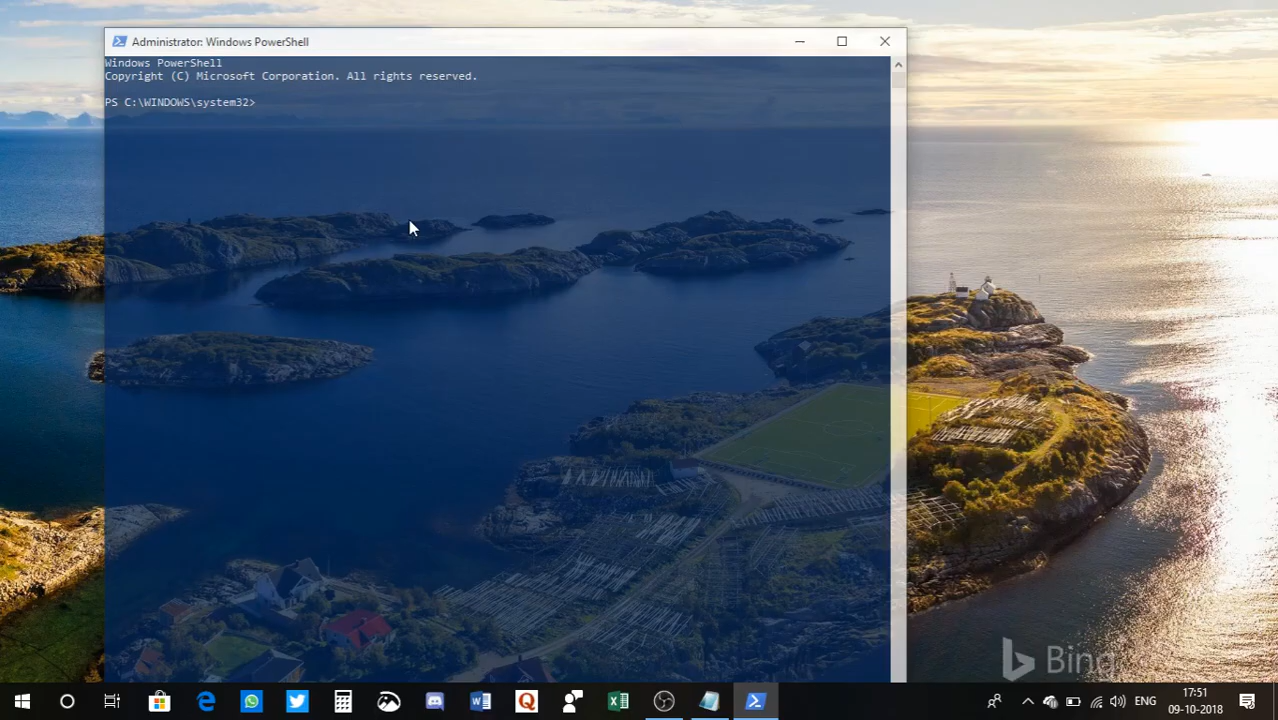 Administrator: Windows PowerShell
Windows PowerShell
Copyright (C) Microsoft Corporation. All rights reserved.
PS C:\WINDOWS\system32>
Bing
ENG
17:51
09-10-2018